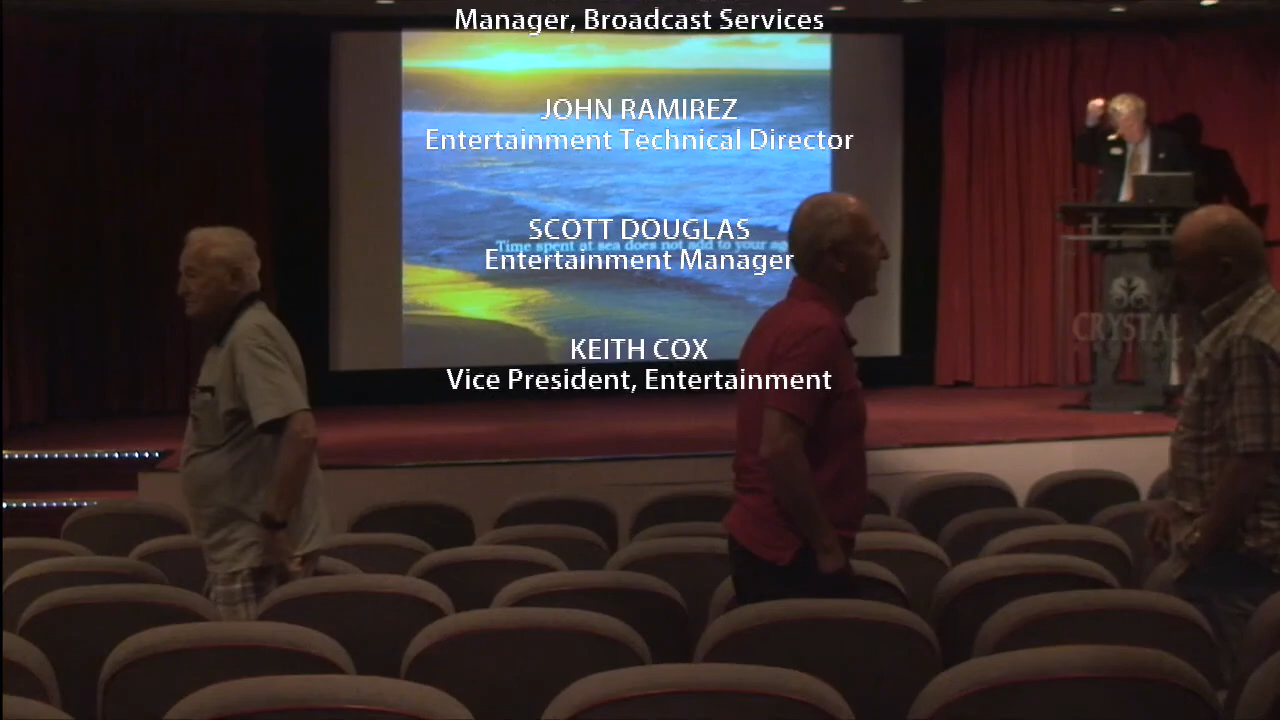 Manager, Broadcast Services
JOHN RAMIREZ
Entertainment Technical Director
SCOTT DOUGLAS
Time spent at sea does not add to your
Entertainment Manager
KEITH COX
Vice President, Entertainment
CRYSTAL